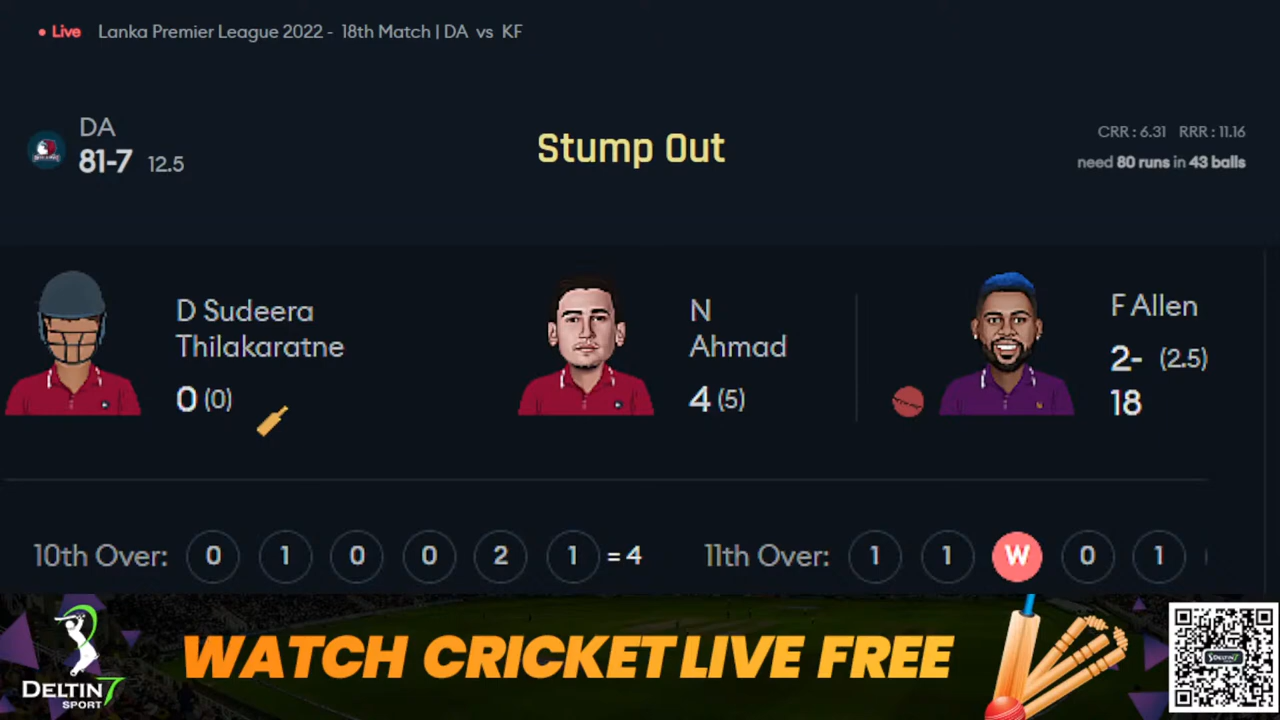 Live Lanka Premier League 2022 - 18th Match | DA vs KF
DA
81-7 12.5
Stump Out
CRR : 6.31 RRR : 11.16
need 80 runs in 43 balls
D Sudeera
Thilakaratne
0 (0)
N
Ahmad
4 (5)
F Allen
2- (2.5)
18
10th Over: 0 1 0 0 2 1 = 4
11th Over: 1 1 W 0 1
WATCH CRICKET LIVE FREE
DELTIN7
SPORT